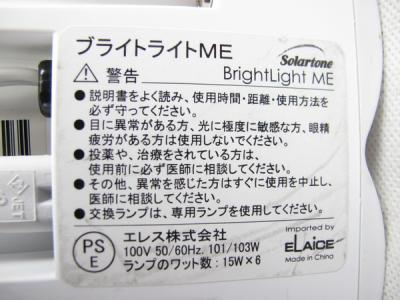 Solartone
ブライトライトME
⚠ 警告 BrightLight ME
●説明書をよく読み、使用時間・距離・使用方法を
必ず守ってください。
●目に異常がある方、光に極度に敏感な方、眼精
疲労がある方は使用しないでください。
●投薬や、治療をされている方は、
使用前に必ず医師に相談してください。
●その他、異常を感じた方はすぐに使用を中止し、
医師に相談してください。
●交換ランプは、専用ランプを使用してください。
PS
E
エレス株式会社
100V 50/60Hz. 101/103W
ランプのワット数：15W×6
Imported by
ELAICE
Made in China